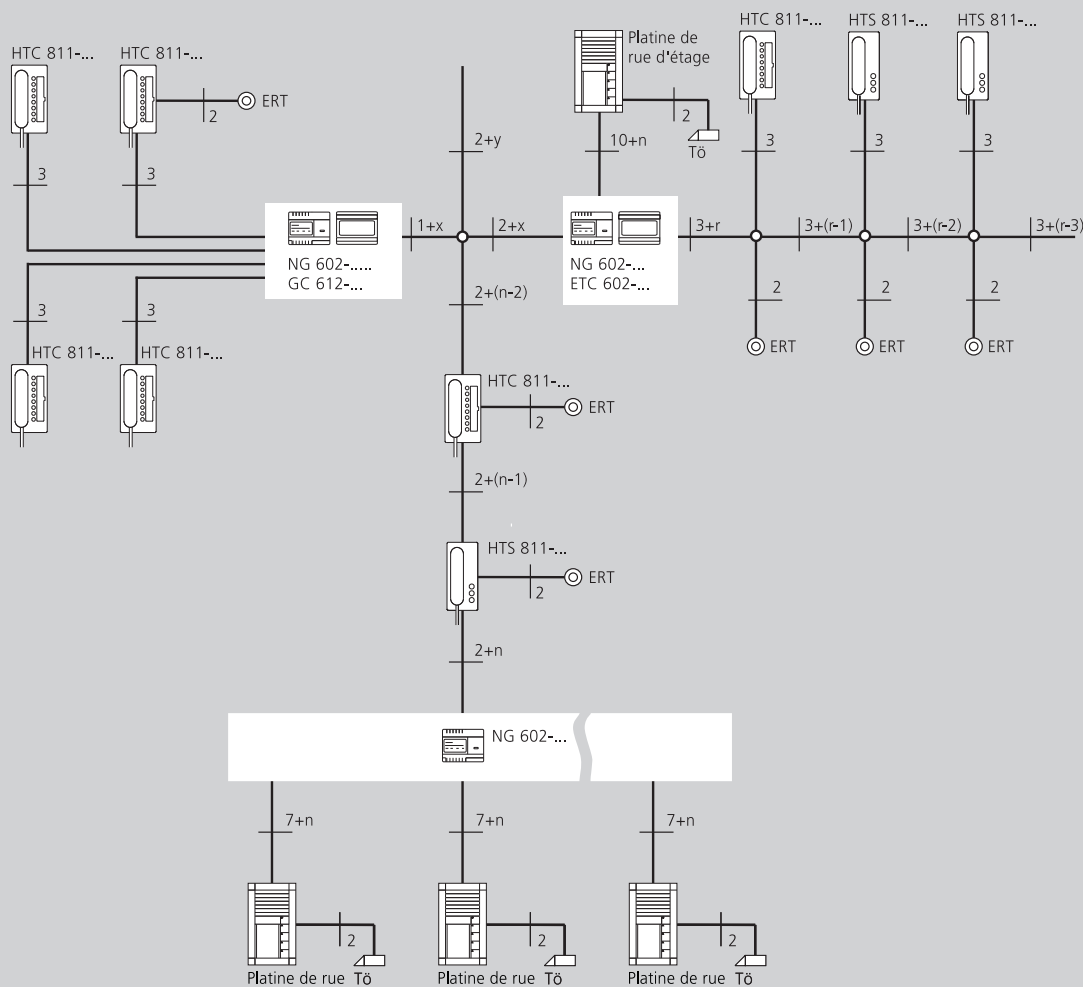 HTC 811-...
HTC 811-...
ERT
2
3
3
Platine de
rue d'étage
2
Tö
10+n
HTC 811-...
HTS 811-...
HTS 811-...
3
3
3
2+y
1+x
2+x
3+r
3+(r-1)
3+(r-2)
3+(r-3)
NG 602-.....
GC 612-...
NG 602-...
ETC 602-...
2
2
2
ERT
ERT
ERT
3
3
HTC 811-...
HTC 811-...
2+(n-2)
HTC 811-...
ERT
2
2+(n-1)
HTS 811-...
ERT
2
2+n
NG 602-...
7+n
7+n
7+n
2
2
2
Platine de rue Tö
Platine de rue Tö
Platine de rue Tö